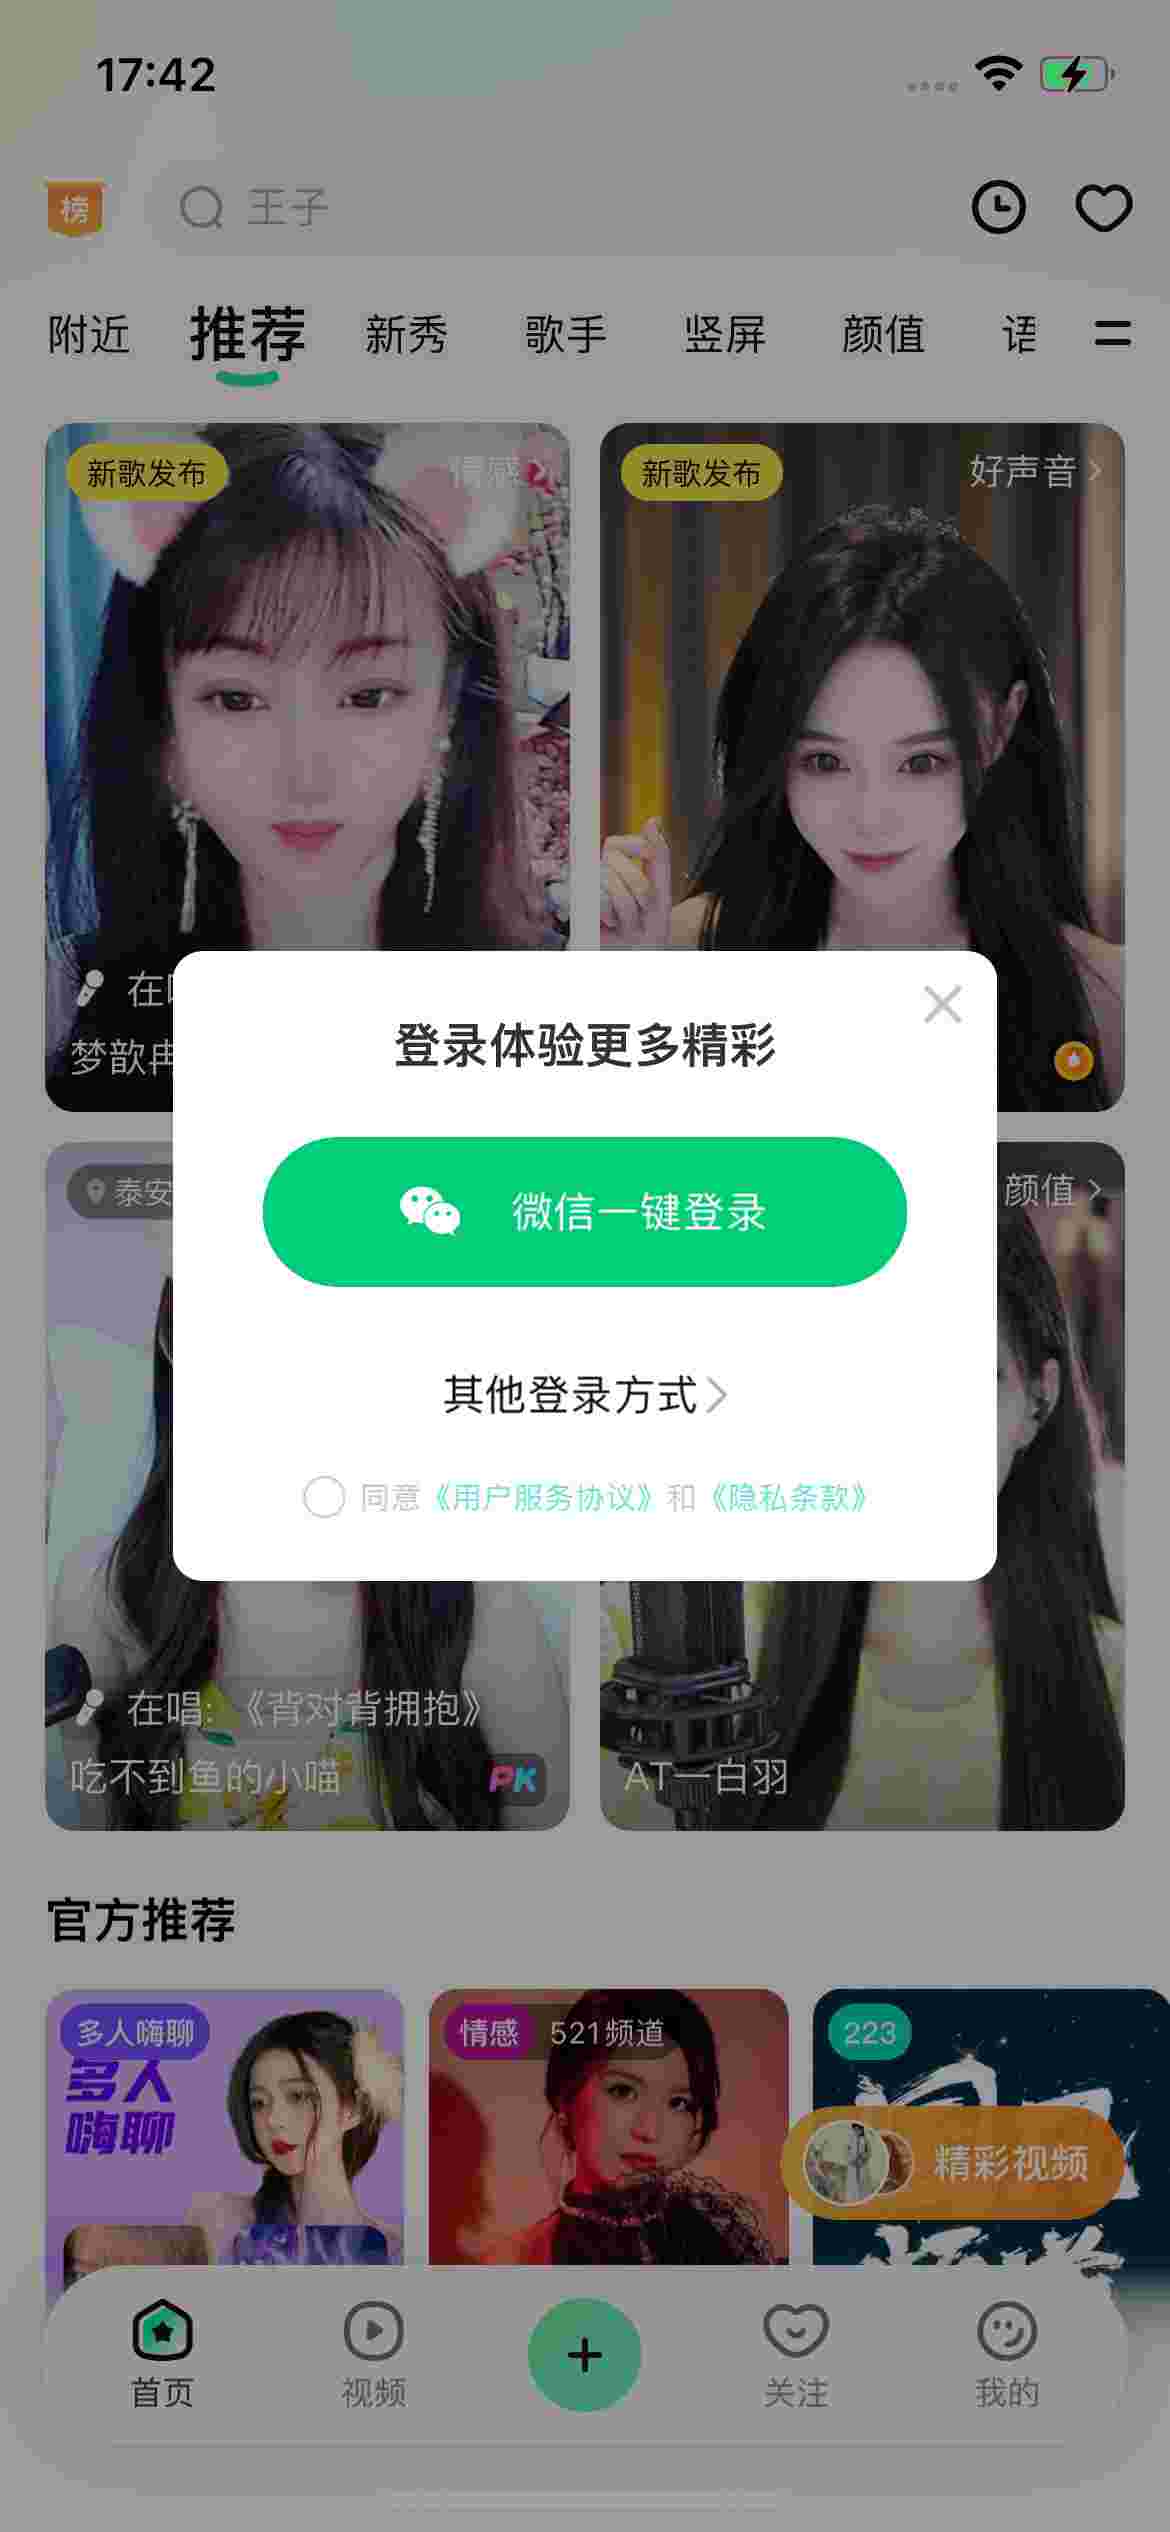 17:42
榜
王子
附近
推荐
新秀
歌手
竖屏
颜值
语
新歌发布
情感
新歌发布
好声音
在
梦歆冉
登录体验更多精彩
微信一键登录
其他登录方式
同意《用户服务协议》和《隐私条款》
泰安
颜值
在唱:《背对背拥抱》
吃不到鱼的小喵
PK
AT一白羽
官方推荐
多人嗨聊
多人
嗨聊
情感 521频道
223
精彩视频
首页
视频
关注
我的